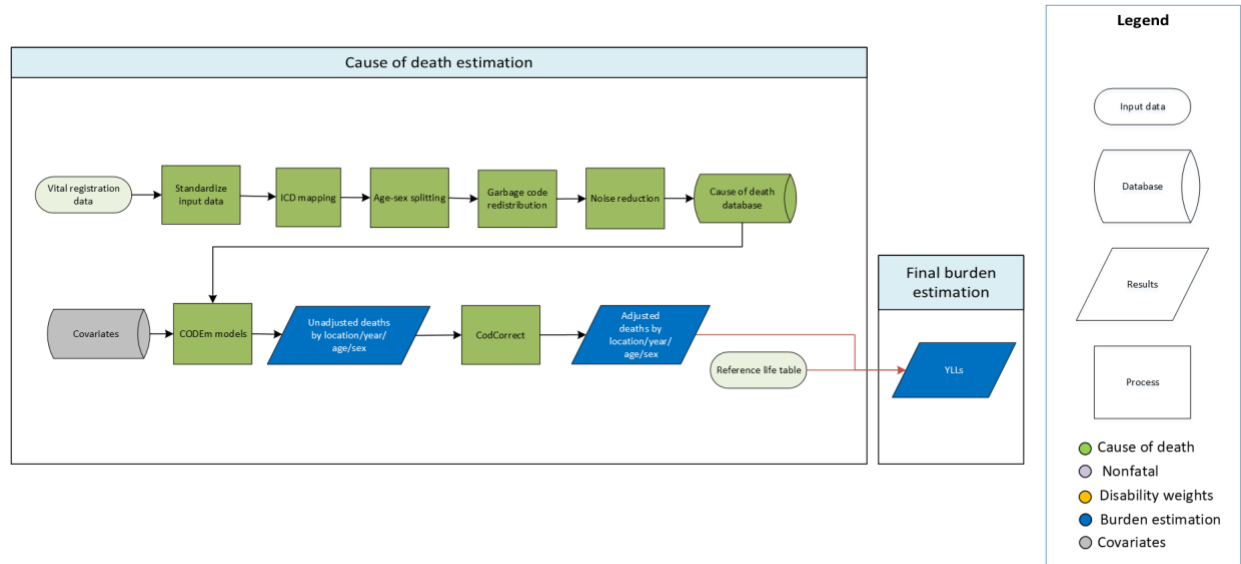 Legend
Cause of death estimation
Input data
Vital registration
data
Standardize
input data
ICD mapping
Age-sex splitting
Garbage code
redistribution
Noise reduction
Cause of death
database
Database
Final burden
estimation
Results
Covariates
CODEm models
Unadjusted deaths
by location/year/
age/sex
CodCorrect
Adjusted
deaths by
location/year/
age/sex
Reference life table
YLLs
Process
Cause of death
Nonfatal
Disability weights
Burden estimation
Covariates